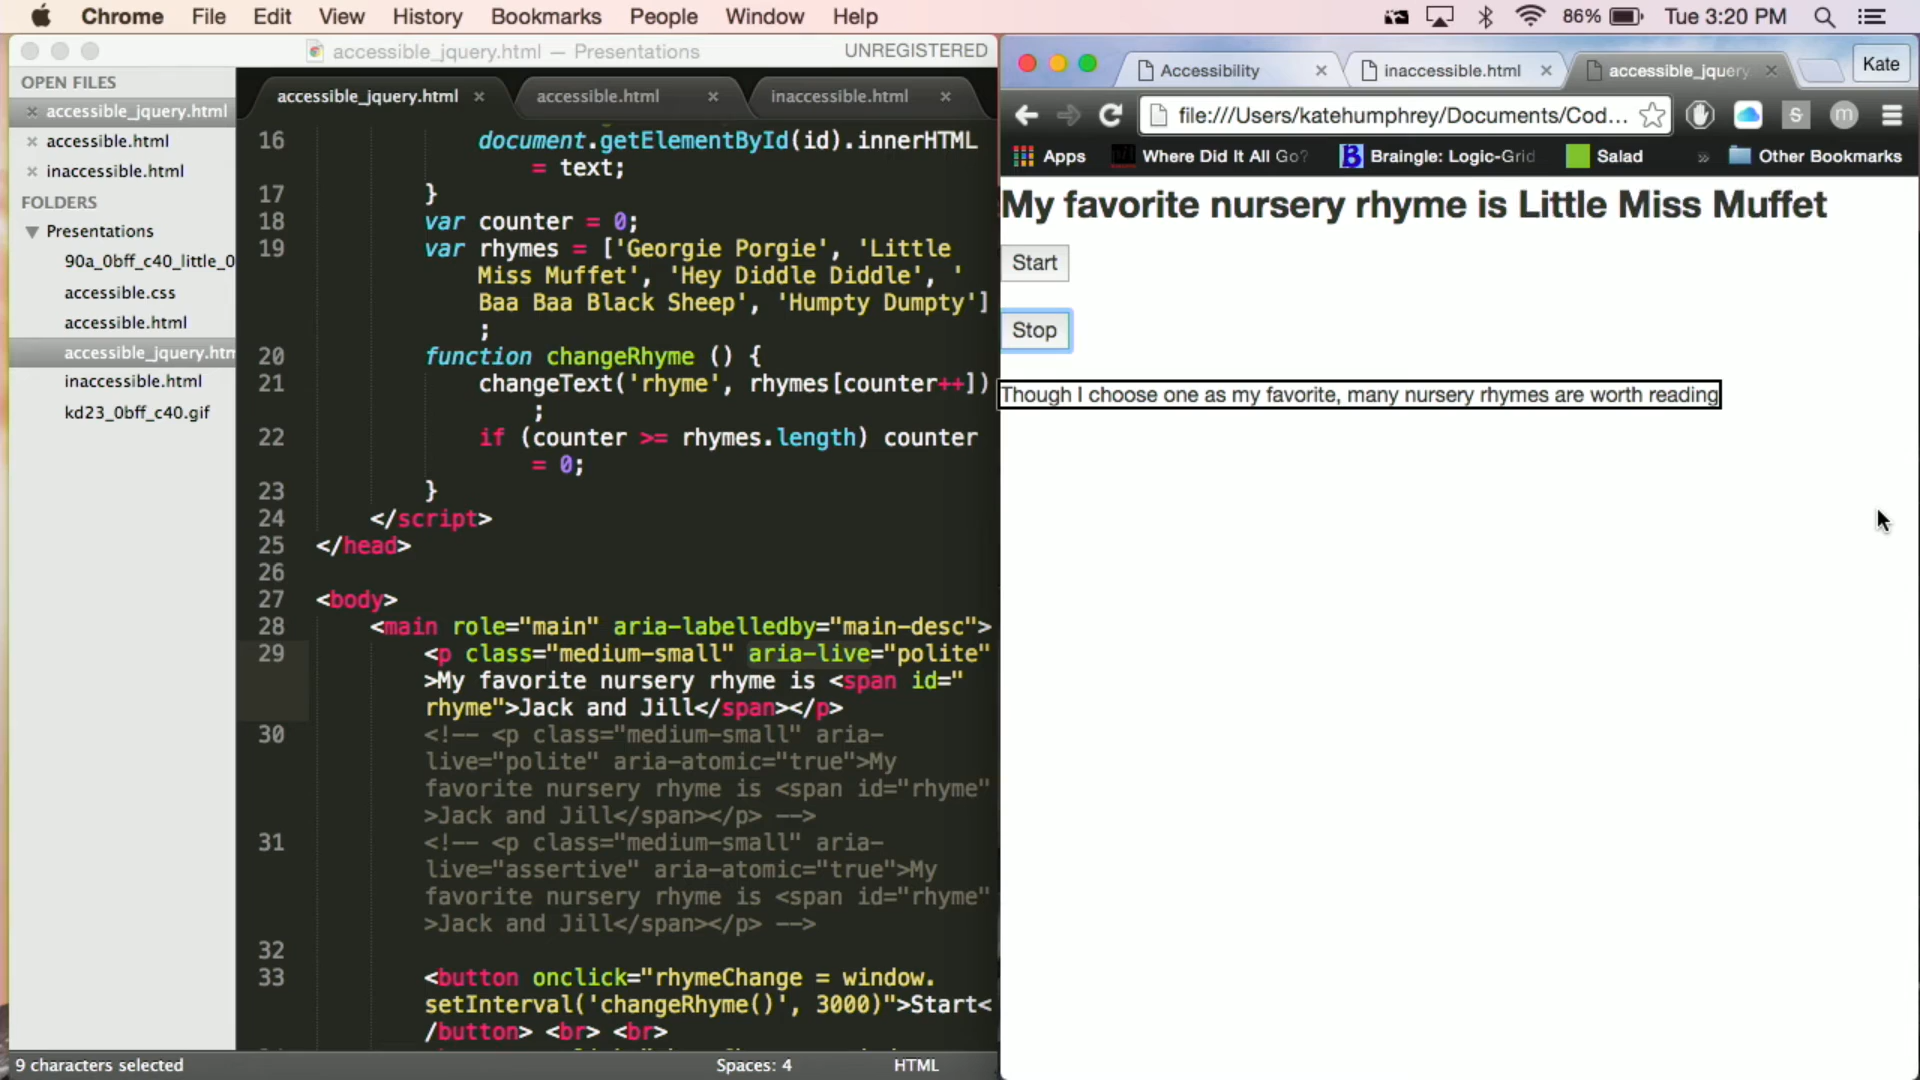 Chrome File Edit View History Bookmarks People Window Help 86% Tue 3:20 PM
accessible_jquery.html — Presentations UNREGISTERED
OPEN FILES
accessible_jquery.html
accessible.html
inaccessible.html
FOLDERS
Presentations
90a_0bff_c40_little_0
accessible.css
accessible.html
accessible_jquery.htm
inaccessible.html
kd23_0bff_c40.gif
accessible_jquery.html accessible.html inaccessible.html
16 document.getElementById(id).innerHTML
= text;
17 }
18 var counter = 0;
19 var rhymes = ['Georgie Porgie', 'Little
Miss Muffet', 'Hey Diddle Diddle', '
Baa Baa Black Sheep', 'Humpty Dumpty']
;
20 function changeRhyme () {
21 changeText('rhyme', rhymes[counter++])
;
22 if (counter >= rhymes.length) counter
= 0;
23 }
24 </script>
25 </head>
26
27 <body>
28 <main role="main" aria-labelledby="main-desc">
29 <p class="medium-small" aria-live="polite"
>My favorite nursery rhyme is <span id="
rhyme">Jack and Jill</span></p>
30 <!-- <p class="medium-small" aria-
live="polite" aria-atomic="true">My
favorite nursery rhyme is <span id="rhyme"
>Jack and Jill</span></p> -->
31 <!-- <p class="medium-small" aria-
live="assertive" aria-atomic="true">My
favorite nursery rhyme is <span id="rhyme"
>Jack and Jill</span></p> -->
32
33 <button onclick="rhymeChange = window.
setInterval('changeRhyme()', 3000)">Start<
/button> <br> <br>
9 characters selected Spaces: 4 HTML
Accessibility inaccessible.html accessible_jquery Kate
file:///Users/katehumphrey/Documents/Cod...
Apps Where Did It All Go? Braingle: Logic-Grid Salad » Other Bookmarks
My favorite nursery rhyme is Little Miss Muffet
Start
Stop
Though I choose one as my favorite, many nursery rhymes are worth reading